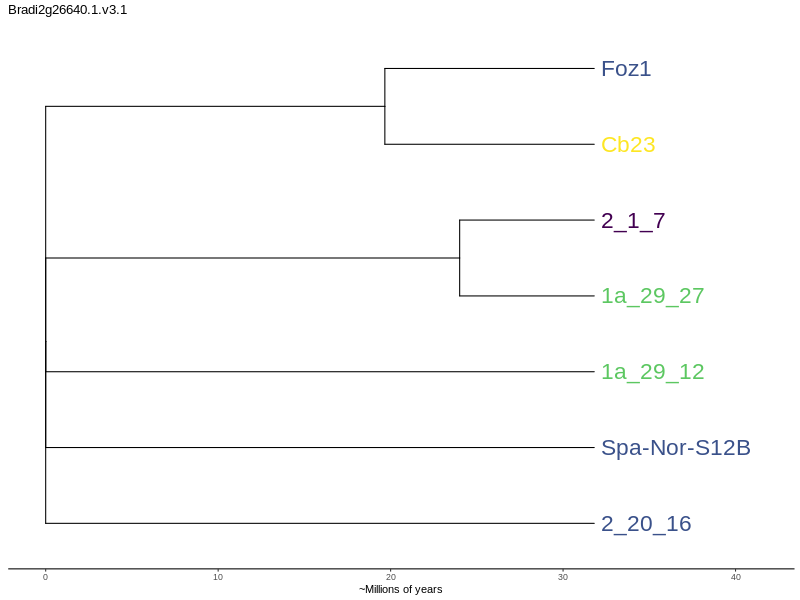 Bradi2g26640.1.v3.1
Foz1
Cb23
2_1_7
1a_29_27
1a_29_12
Spa-Nor-S12B
2_20_16
0 10 20 30 40
~Millions of years